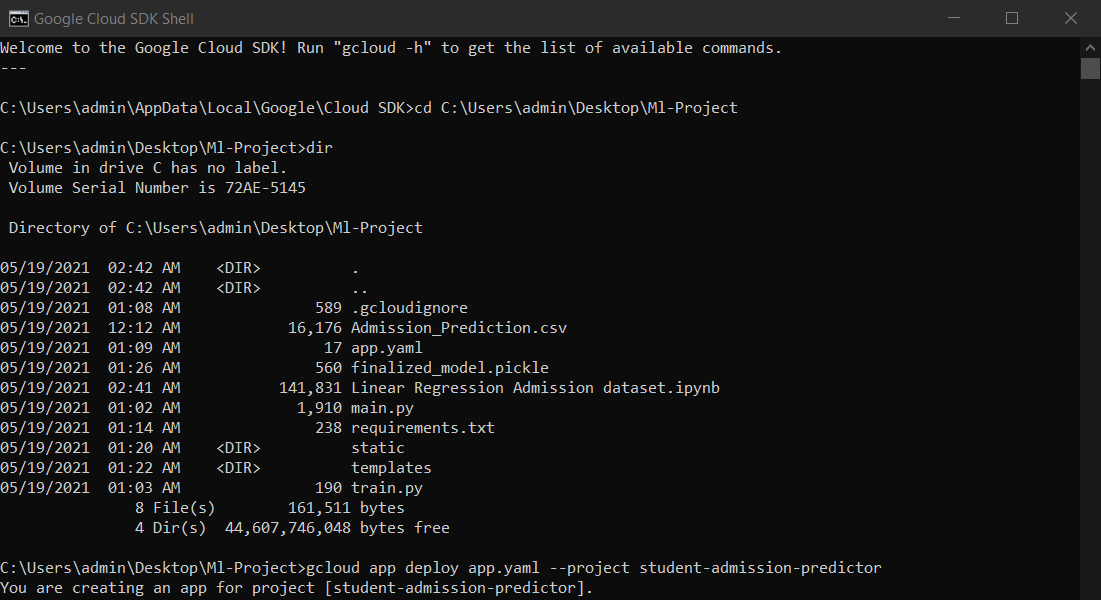 Google Cloud SDK Shell
Welcome to the Google Cloud SDK! Run "gcloud -h" to get the list of available commands.
---
C:\Users\admin\AppData\Local\Google\Cloud SDK>cd C:\Users\admin\Desktop\Ml-Project
C:\Users\admin\Desktop\Ml-Project>dir
 Volume in drive C has no label.
 Volume Serial Number is 72AE-5145
 Directory of C:\Users\admin\Desktop\Ml-Project
05/19/2021  02:42 AM    <DIR>          .
05/19/2021  02:42 AM    <DIR>          ..
05/19/2021  01:08 AM               589 .gcloudignore
05/19/2021  12:12 AM            16,176 Admission_Prediction.csv
05/19/2021  01:09 AM                17 app.yaml
05/19/2021  01:26 AM               560 finalized_model.pickle
05/19/2021  02:41 AM           141,831 Linear Regression Admission dataset.ipynb
05/19/2021  01:02 AM             1,910 main.py
05/19/2021  01:14 AM               238 requirements.txt
05/19/2021  01:20 AM    <DIR>          static
05/19/2021  01:22 AM    <DIR>          templates
05/19/2021  01:03 AM               190 train.py
               8 File(s)        161,511 bytes
               4 Dir(s)  44,607,746,048 bytes free
C:\Users\admin\Desktop\Ml-Project>gcloud app deploy app.yaml --project student-admission-predictor
You are creating an app for project [student-admission-predictor].